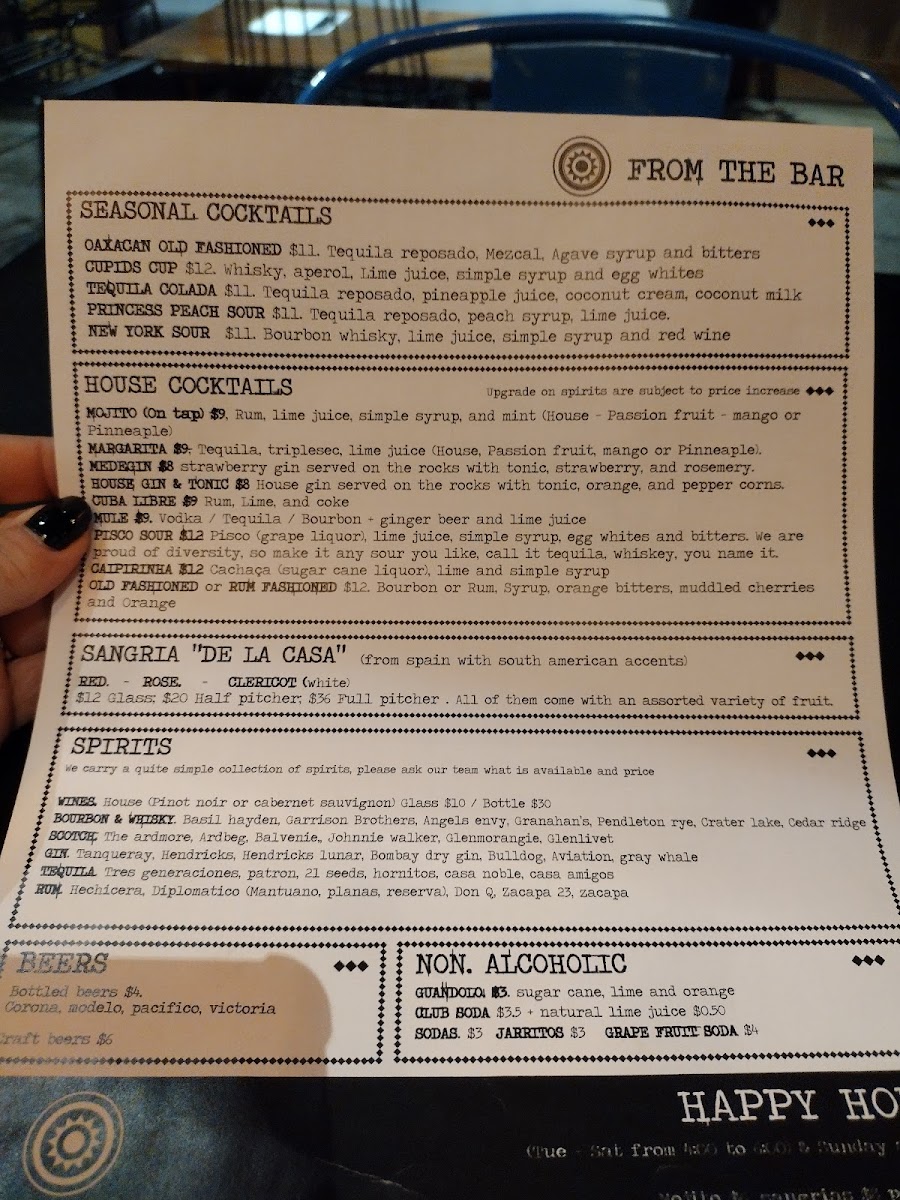 FROM THE BAR
SEASONAL COCKTAILS
OAXACAN OLD FASHIONED $11. Tequila reposado, Mezcal, Agave syrup and bitters
CUPIDS CUP $12. Whisky, aperol, Lime juice, simple syrup and egg whites
TEQUILA COLADA $11. Tequila reposado, pineapple juice, coconut cream, coconut milk
PRINCESS PEACH SOUR $11. Tequila reposado, peach syrup, lime juice.
NEW YORK SOUR $11. Bourbon whisky, lime juice, simple syrup and red wine
HOUSE COCKTAILS
Upgrade on spirits are subject to price increase
MOJITO (On tap) $9. Rum, lime juice, simple syrup, and mint (House - Passion fruit - mango or
Pinneaple)
MARGARITA $9. Tequila, triplesec, lime juice (House, Passion fruit, mango or Pinneaple).
MEDEGIN $8 strawberry gin served on the rocks with tonic, strawberry, and rosemery.
HOUSE GIN & TONIC $8 House gin served on the rocks with tonic, orange, and pepper corns.
CUBA LIBRE $9 Rum, Lime, and coke
MULE $9. Vodka / Tequila / Bourbon + ginger beer and lime juice
PISCO SOUR $12 Pisco (grape liquor), lime juice, simple syrup, egg whites and bitters. We are
proud of diversity, so make it any sour you like, call it tequila, whiskey, you name it.
CAIPIRINHA $12 Cachaça (sugar cane liquor), lime and simple syrup
OLD FASHIONED or RUM FASHIONED $12. Bourbon or Rum, Syrup, orange bitters, muddled cherries
and Orange
SANGRIA "DE LA CASA" (from spain with south american accents)
RED. - ROSE. - CLERICOT (white)
$12 Glass; $20 Half pitcher; $36 Full pitcher . All of them come with an assorted variety of fruit.
SPIRITS
We carry a quite simple collection of spirits, please ask our team what is available and price
WINES. House (Pinot noir or cabernet sauvignon) Glass $10 / Bottle $30
BOURBON & WHISKY. Basil hayden, Garrison Brothers, Angels envy, Granahan's, Pendleton rye, Crater lake, Cedar ridge
SCOTCH. The ardmore, Ardbeg, Balvenie,, Johnnie walker, Glenmorangie, Glenlivet
GIN. Tanqueray, Hendricks, Hendricks lunar, Bombay dry gin, Bulldog, Aviation, gray whale
TEQUILA. Tres generaciones, patron, 21 seeds, hornitos, casa noble, casa amigos
RUM. Hechicera, Diplomatico (Mantuano, planas, reserva), Don Q, Zacapa 23, zacapa
BEERS
Bottled beers $4.
Corona, modelo, pacifico, victoria
Craft beers $6
NON. ALCOHOLIC
GUANDOLO. $3. sugar cane, lime and orange
CLUB SODA $3.5 + natural lime juice $0.50
SODAS. $3 JARRITOS $3 GRAPE FRUIT SODA $4
HAPPY
(Tue - Sat from 4:00 to 6:00) & Sunday